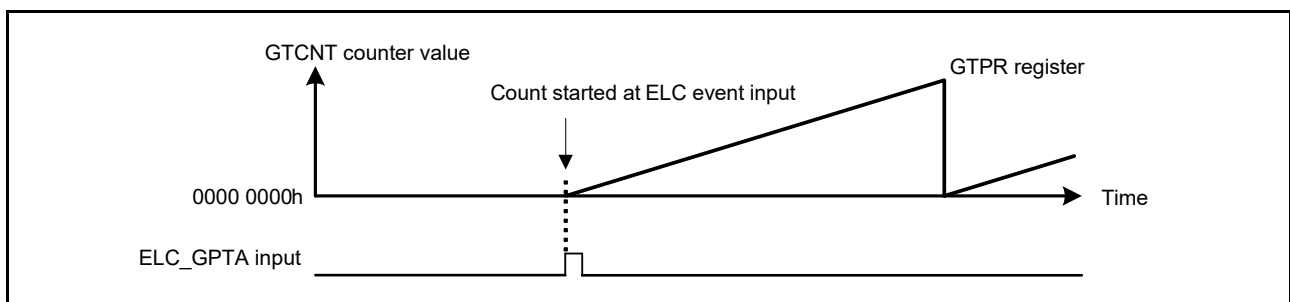 GTCNT counter value
GTPR register
Count started at ELC event input
0000 0000h
Time
ELC_GPTA input